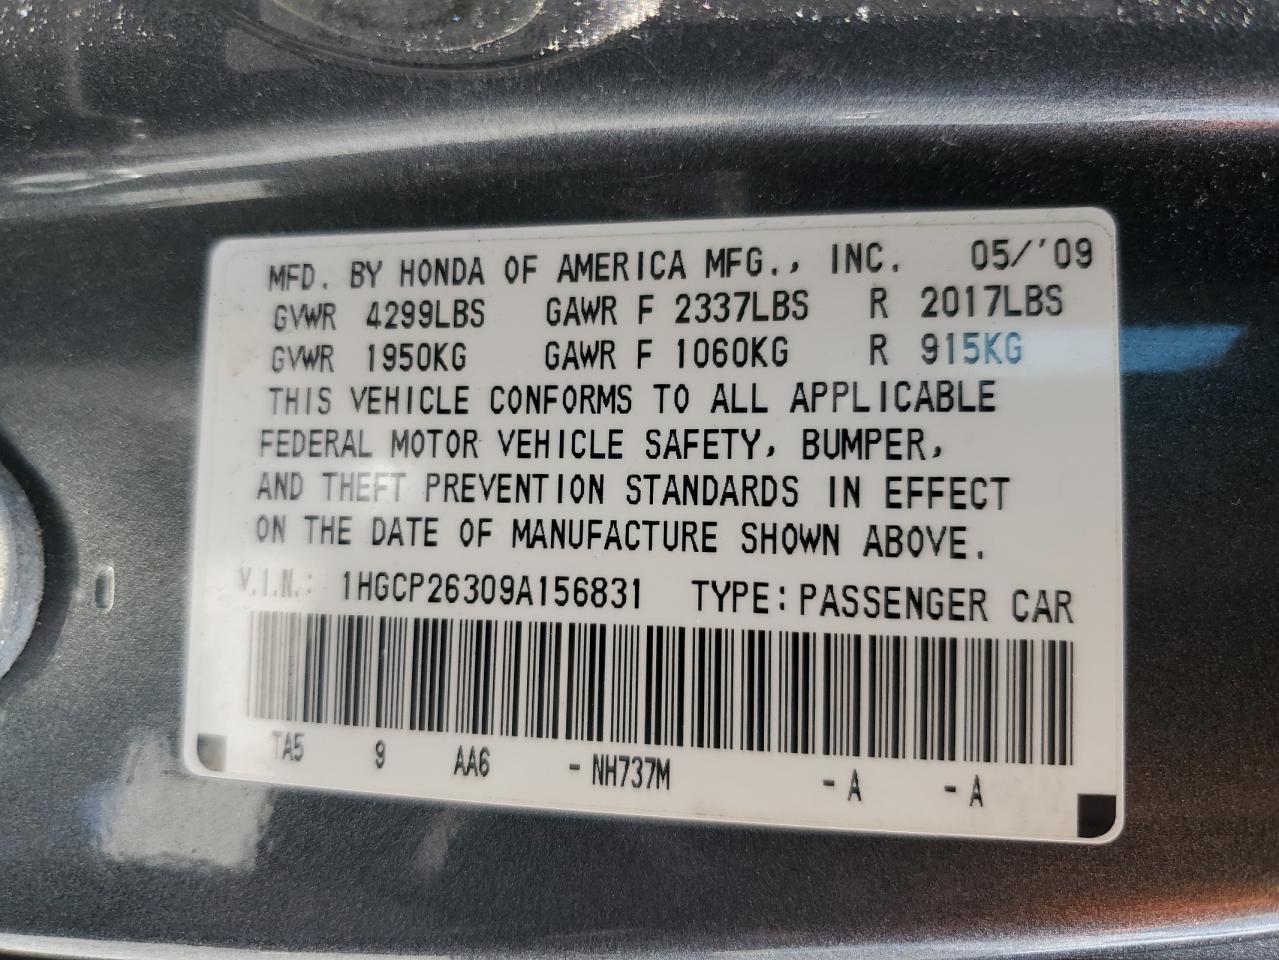 MFD. BY HONDA OF AMERICA MFG., INC. 05/'09
GVWR 4299LBS GAWR F 2337LBS R 2017LBS
GVWR 1950KG GAWR F 1060KG R 915KG
THIS VEHICLE CONFORMS TO ALL APPLICABLE
FEDERAL MOTOR VEHICLE SAFETY, BUMPER,
AND THEFT PREVENTION STANDARDS IN EFFECT
ON THE DATE OF MANUFACTURE SHOWN ABOVE.
V.I.N.: 1HGCP26309A156831 TYPE: PASSENGER CAR
TA5 9 AA6 - NH737M - A - A